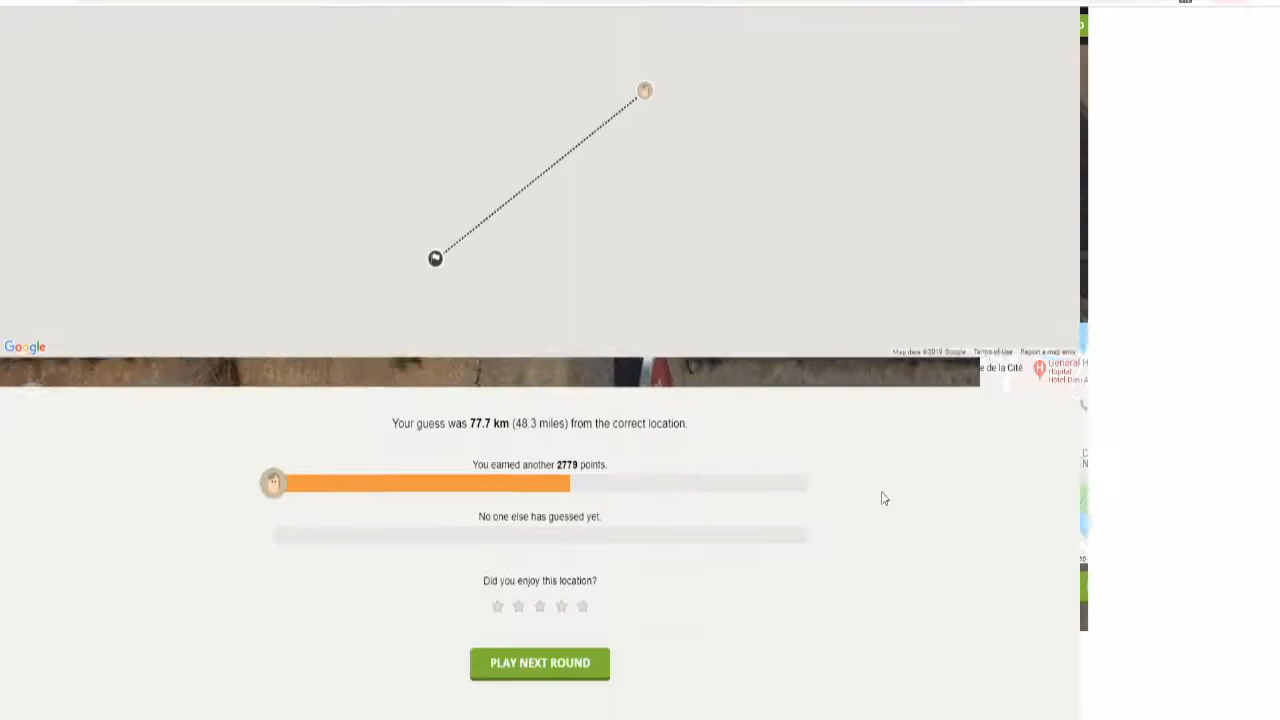 Google
Map data ©2019 Google Terms of Use Report a map error
e de la Cité
General H
Hôpital
Hôtel Dieu A
Your guess was 77.7 km (48.3 miles) from the correct location.
You earned another 2779 points.
No one else has guessed yet.
Did you enjoy this location?
PLAY NEXT ROUND